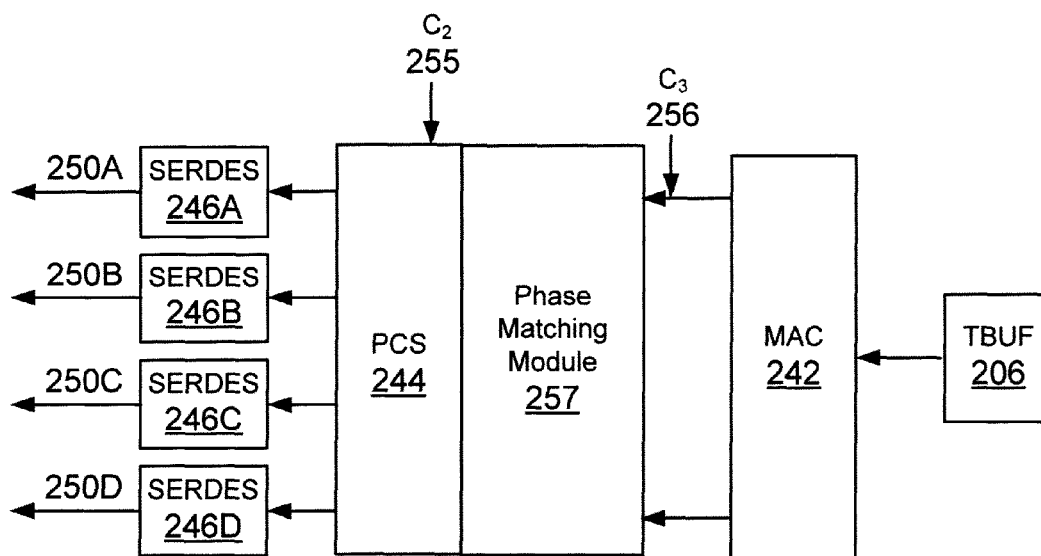 C2
255
C3
256
250A
SERDES
246A
250B
SERDES
246B
250C
SERDES
246C
250D
SERDES
246D
PCS
244
Phase
Matching
Module
257
MAC
242
TBUF
206